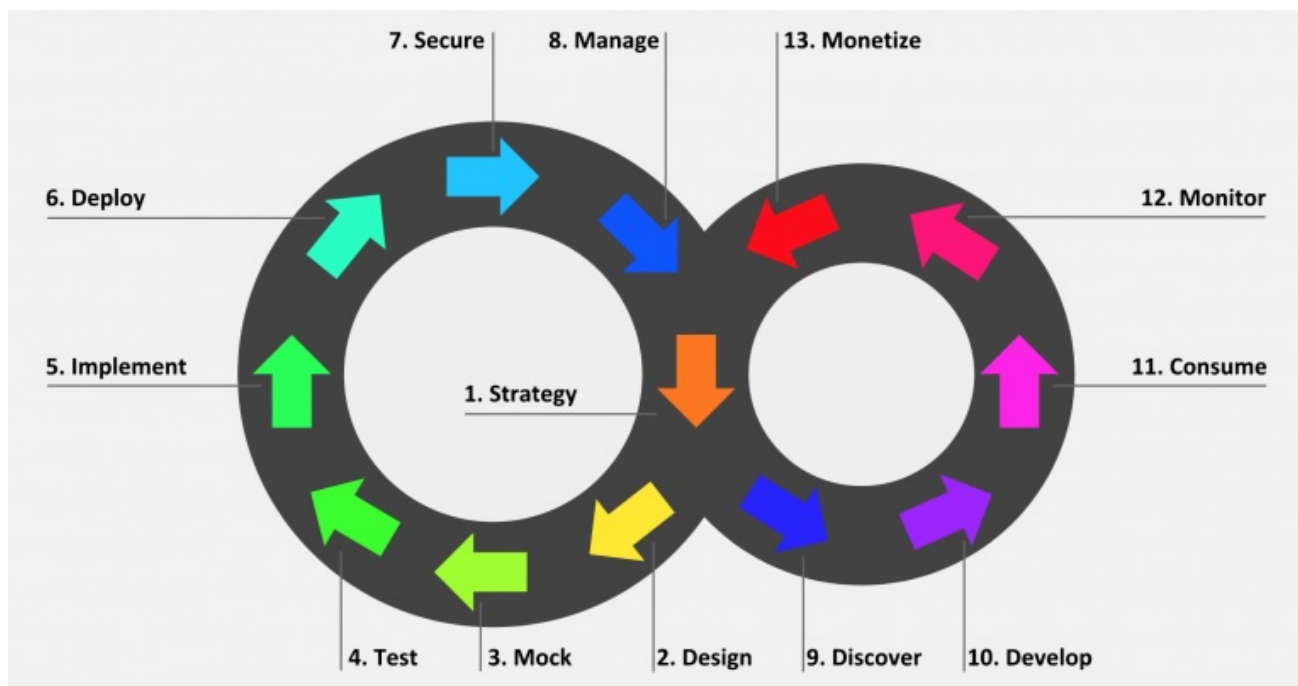 7. Secure
8. Manage
13. Monetize
6. Deploy
12. Monitor
5. Implement
1. Strategy
11. Consume
4. Test
3. Mock
2. Design
9. Discover
10. Develop